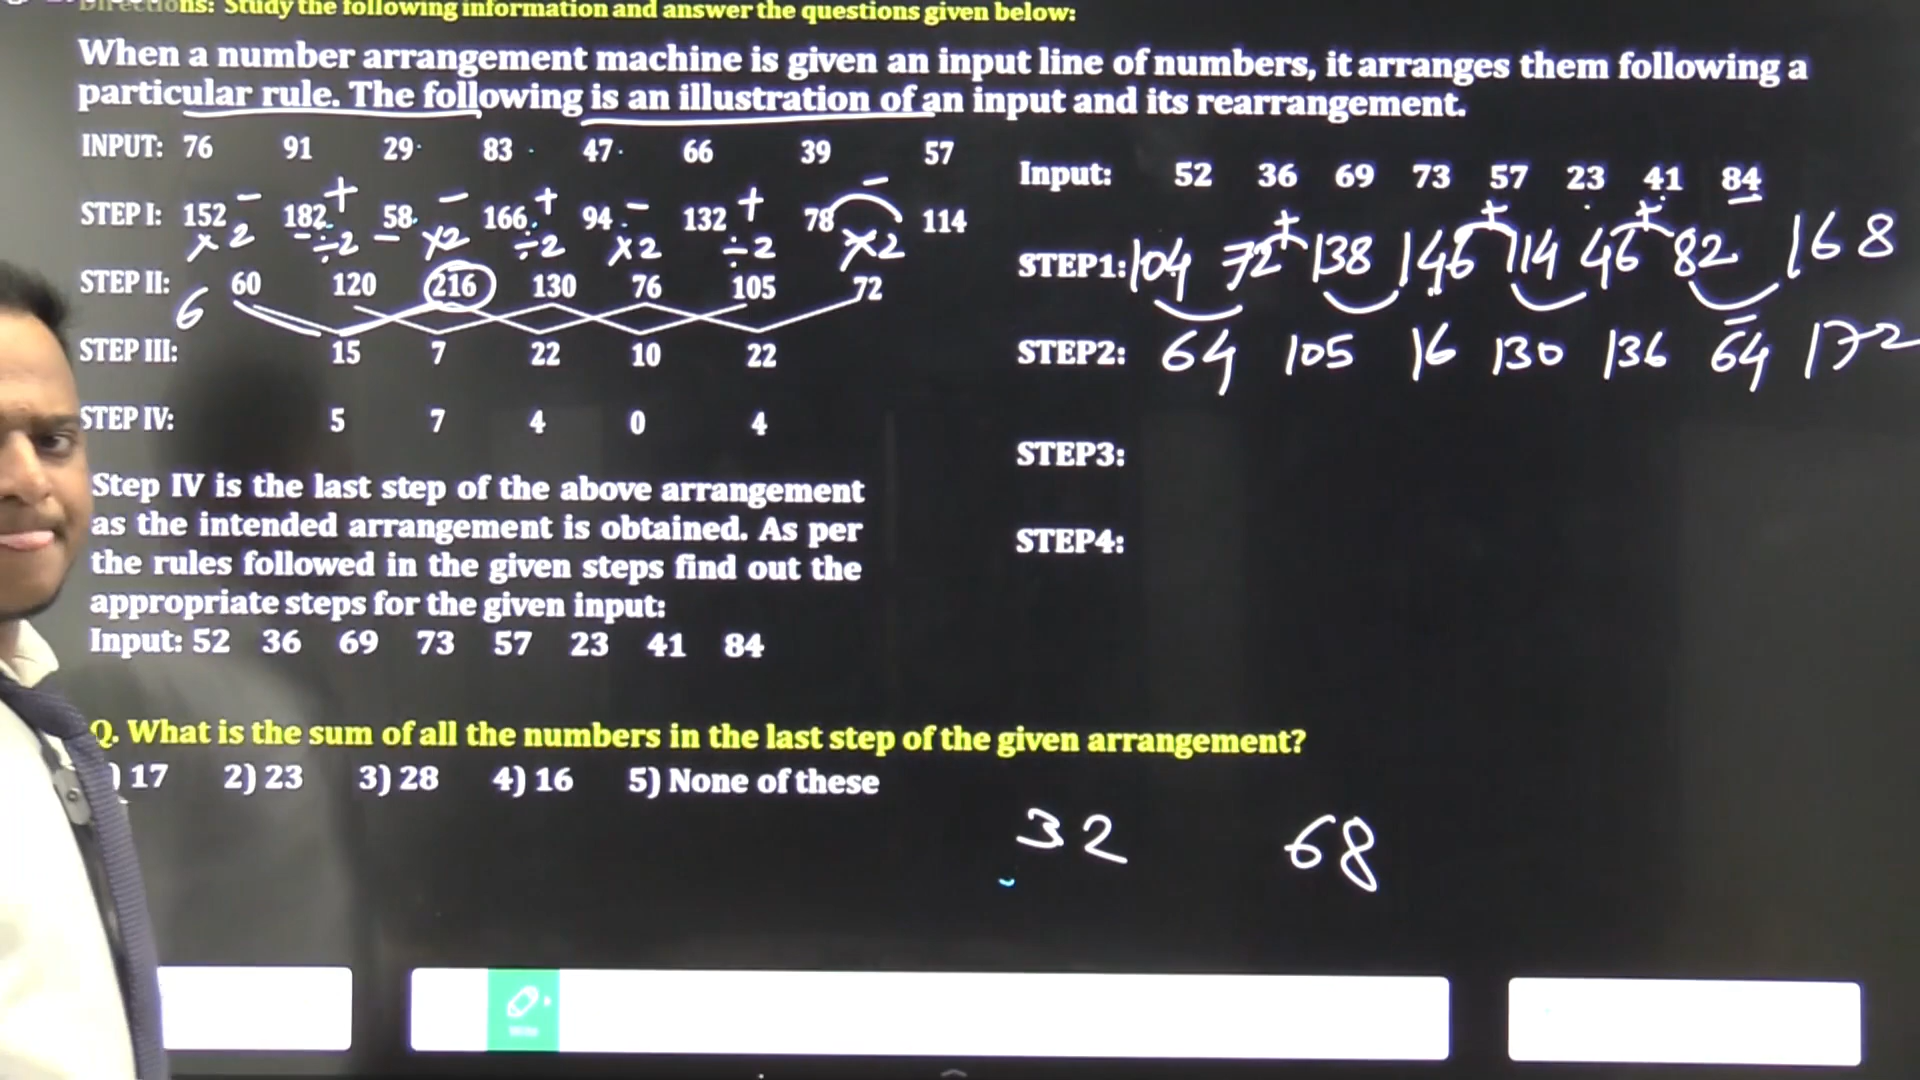 Directions: Study the following information and answer the questions given below:
When a number arrangement machine is given an input line of numbers, it arranges them following a
particular rule. The following is an illustration of an input and its rearrangement.
INPUT: 76 91 29 83 47 66 39 57
− + − + − + −
STEP I: 152 182 58 166 94 132 78 114
×2 ÷2 ×2 ÷2 ×2 ÷2 ×2
STEP II: 60 120 216 130 76 105 72
6
STEP III: 15 7 22 10 22
STEP IV: 5 7 4 0 4
Step IV is the last step of the above arrangement
as the intended arrangement is obtained. As per
the rules followed in the given steps find out the
appropriate steps for the given input:
Input: 52 36 69 73 57 23 41 84
Input: 52 36 69 73 57 23 41 84
+ + +
STEP1: 104 72 138 146 114 46 82 168
−
STEP2: 64 105 16 130 136 64 172
STEP3:
STEP4:
Q. What is the sum of all the numbers in the last step of the given arrangement?
) 17 2) 23 3) 28 4) 16 5) None of these
32 68